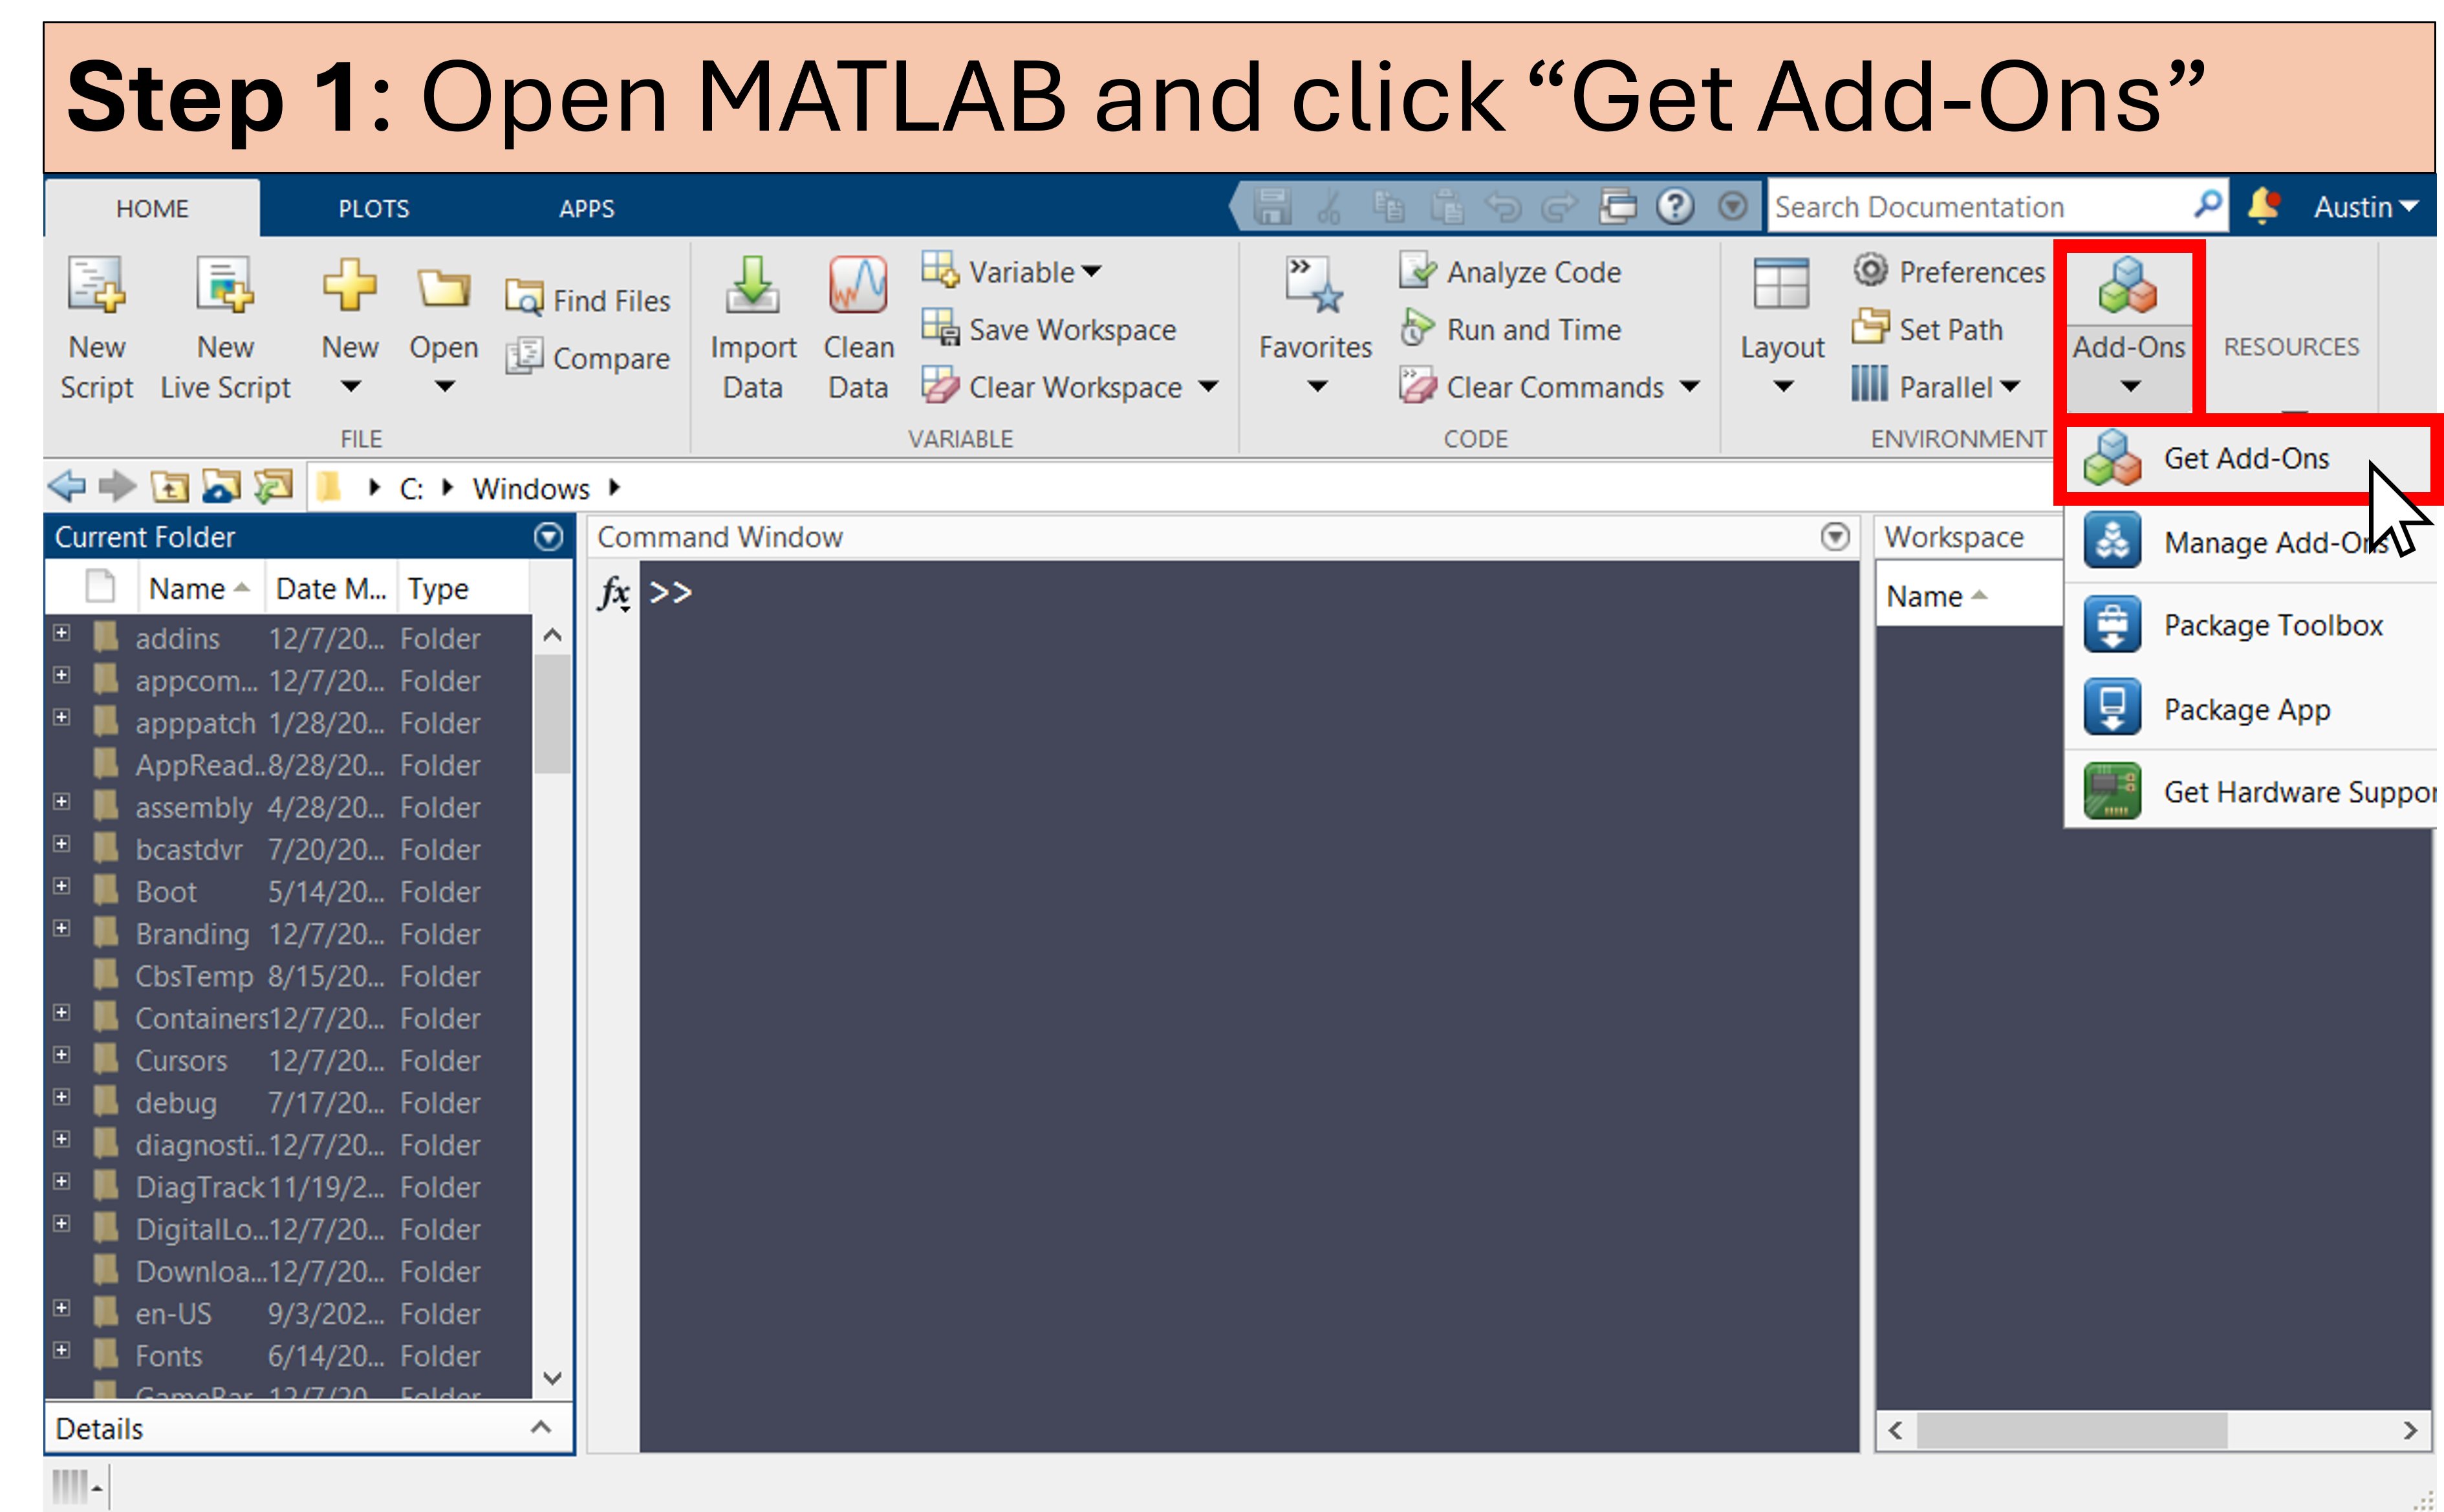 Step 1: Open MATLAB and click “Get Add-Ons”
HOME PLOTS APPS Search Documentation Austin
New Script New Live Script New Open Find Files Compare
FILE
Import Data Clean Data Variable Save Workspace Clear Workspace
VARIABLE
Favorites Analyze Code Run and Time Clear Commands
CODE
Layout Preferences Set Path Parallel
ENVIRONMENT
Add-Ons
RESOURCES
Get Add-Ons
Manage Add-Ons
Package Toolbox
Package App
Get Hardware Suppor
C: Windows
Current Folder
Name Date M... Type
addins 12/7/20... Folder
appcom... 12/7/20... Folder
apppatch 1/28/20... Folder
AppRead.. 8/28/20... Folder
assembly 4/28/20... Folder
bcastdvr 7/20/20... Folder
Boot 5/14/20... Folder
Branding 12/7/20... Folder
CbsTemp 8/15/20... Folder
Containers 12/7/20... Folder
Cursors 12/7/20... Folder
debug 7/17/20... Folder
diagnosti.. 12/7/20... Folder
DiagTrack 11/19/2... Folder
DigitalLo... 12/7/20... Folder
Downloa... 12/7/20... Folder
en-US 9/3/202... Folder
Fonts 6/14/20... Folder
GameBar 12/7/20 Folder
Details
Command Window
fx >>
Workspace
Name